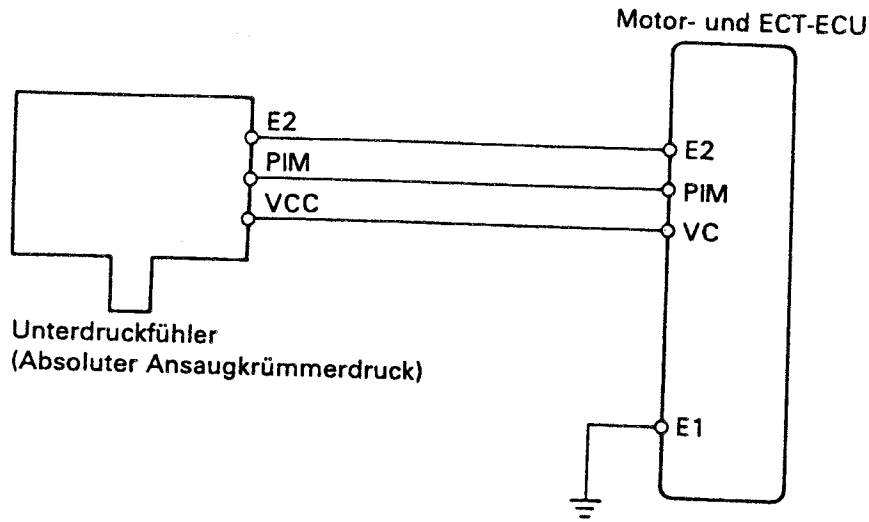 Motor- und ECT-ECU
E2
E2
PIM
PIM
VCC
VC
Unterdruckfühler
(Absoluter Ansaugkrümmerdruck)
E1